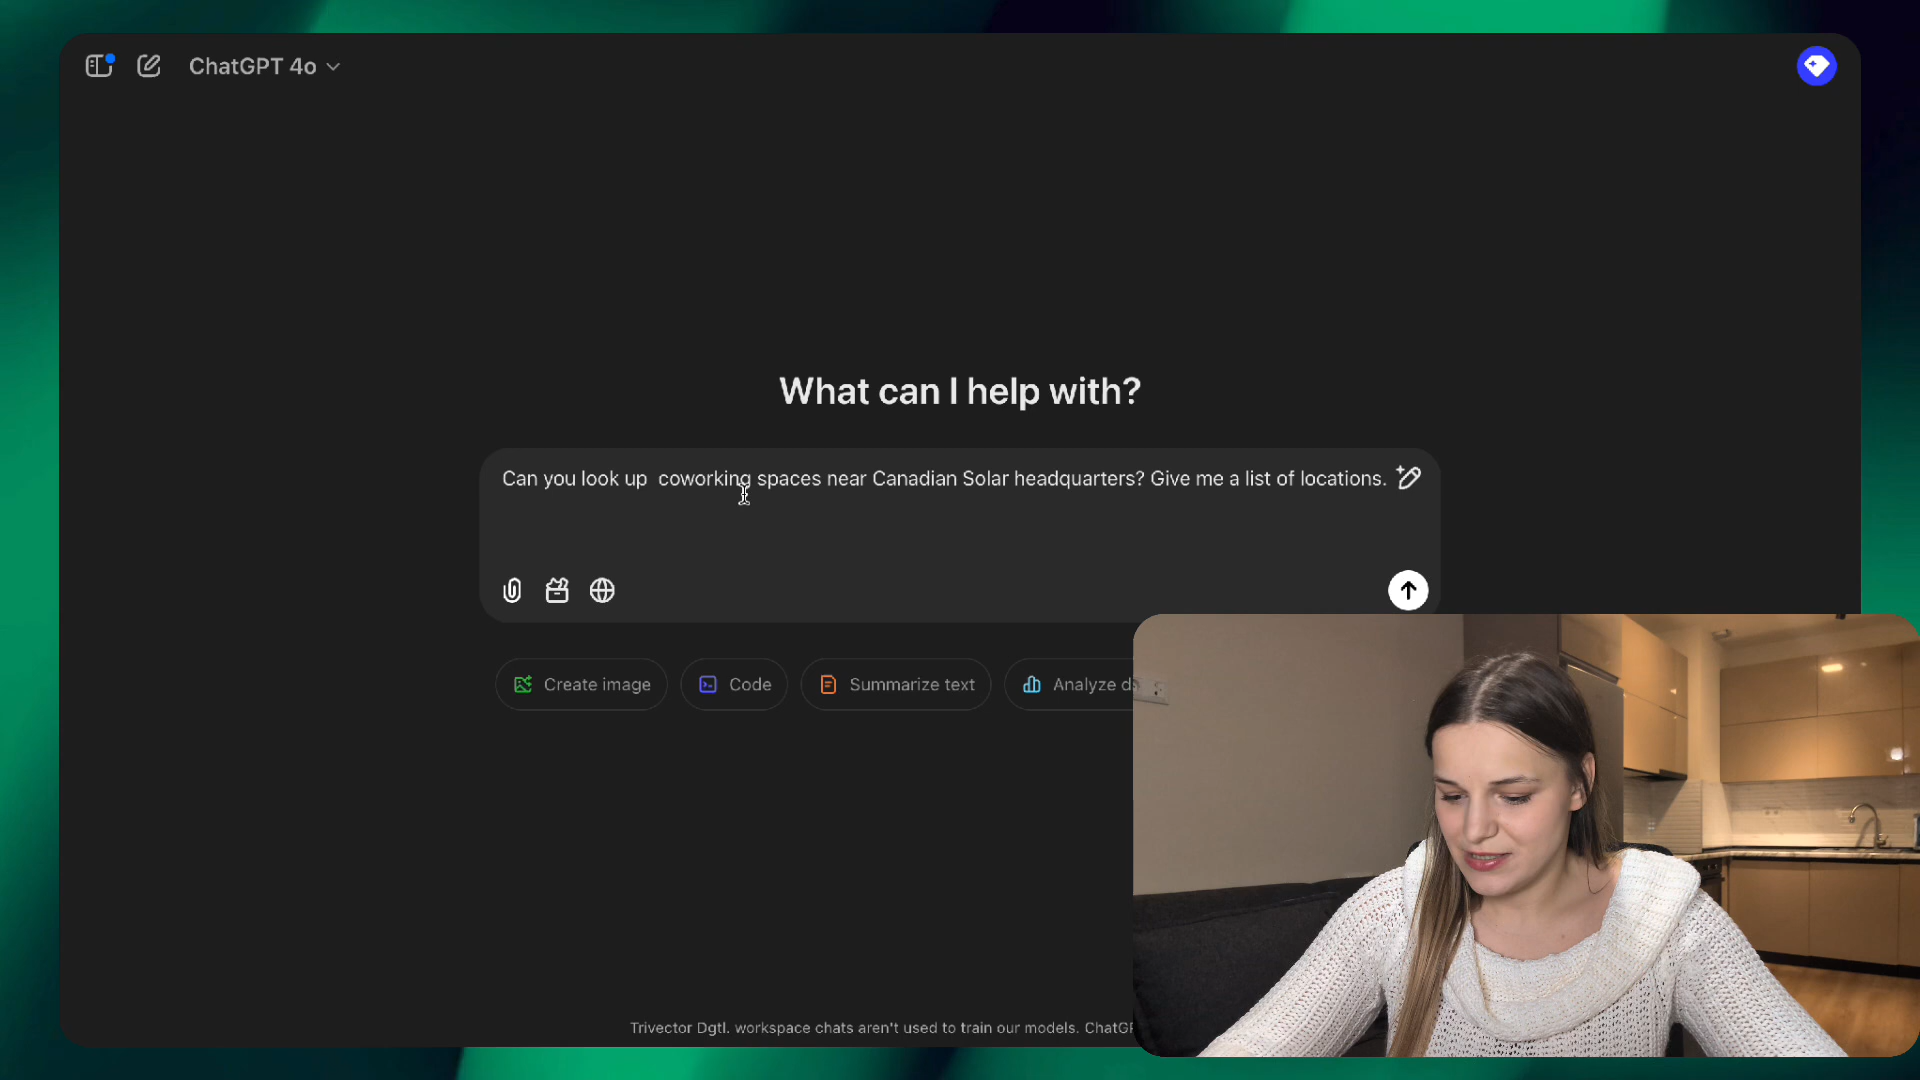 ChatGPT 4o
What can I help with?
Can you look up  coworking spaces near Canadian Solar headquarters? Give me a list of locations.
Create image
Code
Summarize text
Analyze
Trivector Dgtl. workspace chats aren't used to train our models.